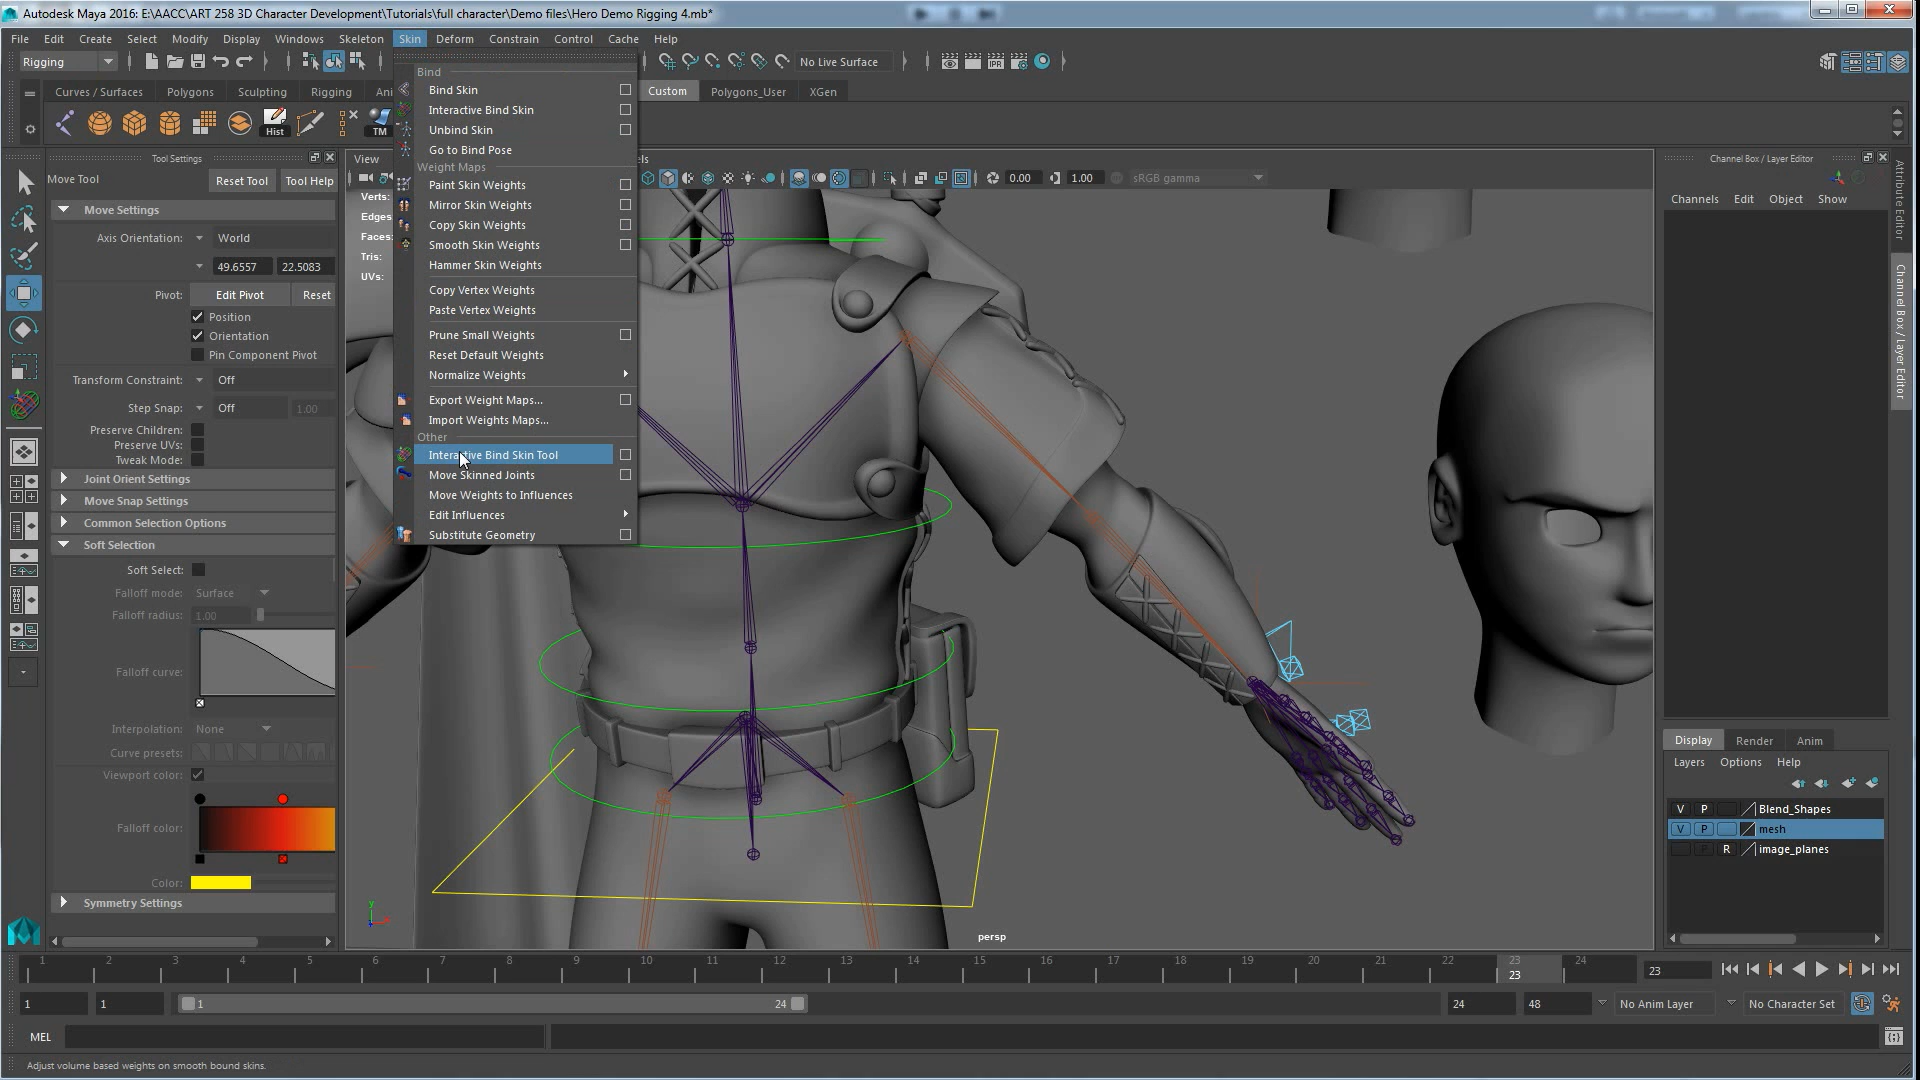 Autodesk Maya 2016: E:\AACC\ART 258 3D Character Development\Tutorials\full character\Demo files\Hero Demo Rigging 4.mb*
File Edit Create Select Modify Display Windows Skeleton Skin Deform Constrain Control Cache Help
Rigging No Live Surface
Curves / Surfaces Polygons Sculpting Rigging Ani Custom Polygons_User XGen
Hist TM
Bind
Bind Skin
Interactive Bind Skin
Unbind Skin
Go to Bind Pose
Weight Maps
Paint Skin Weights
Mirror Skin Weights
Copy Skin Weights
Smooth Skin Weights
Hammer Skin Weights
Copy Vertex Weights
Paste Vertex Weights
Prune Small Weights
Reset Default Weights
Normalize Weights
Export Weight Maps...
Import Weights Maps...
Other
Interactive Bind Skin Tool
Move Skinned Joints
Move Weights to Influences
Edit Influences
Substitute Geometry
Tool Settings
Move Tool Reset Tool Tool Help
Move Settings
Axis Orientation: World
49.6557 22.5083
Pivot: Edit Pivot Reset
Position
Orientation
Pin Component Pivot
Transform Constraint: Off
Step Snap: Off 1.00
Preserve Children:
Preserve UVs:
Tweak Mode:
Joint Orient Settings
Move Snap Settings
Common Selection Options
Soft Selection
Soft Select:
Falloff mode: Surface
Falloff radius: 1.00
Falloff curve:
Interpolation: None
Curve presets:
Viewport color:
Falloff color:
Color:
Symmetry Settings
View els
0.00 1.00 sRGB gamma
Verts:
Edges
Faces:
Tris:
UVs:
persp
Channel Box / Layer Editor
Channels Edit Object Show
Attribute Editor
Channel Box / Layer Editor
Display Render Anim
Layers Options Help
V P Blend_Shapes
V P mesh
P R image_planes
1 2 3 4 5 6 7 8 9 10 11 12 13 14 15 16 17 18 19 20 21 22 23 24
23 23
1 1 1 24 24 48 No Anim Layer No Character Set
MEL
Adjust volume based weights on smooth bound skins.